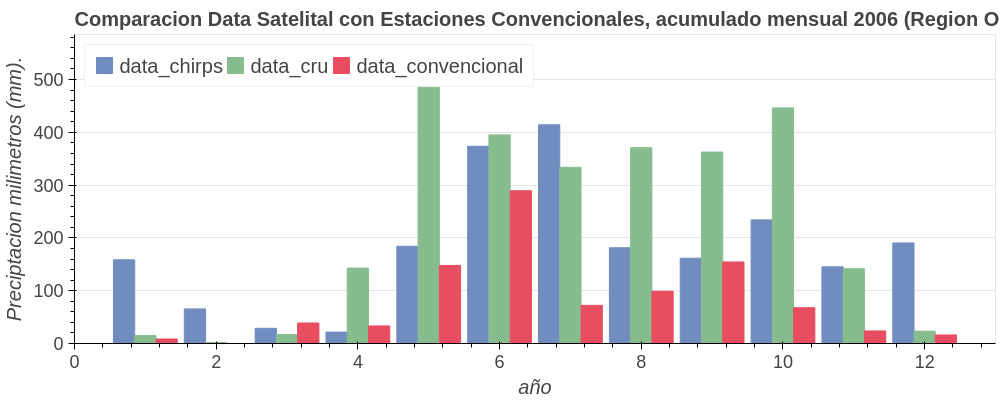 Comparacion Data Satelital con Estaciones Convencionales, acumulado mensual 2006 (Region O
data_chirps data_cru data_convencional
Preciptacion milimetros (mm).
500
400
300
200
100
0
0 2 4 6 8 10 12
año